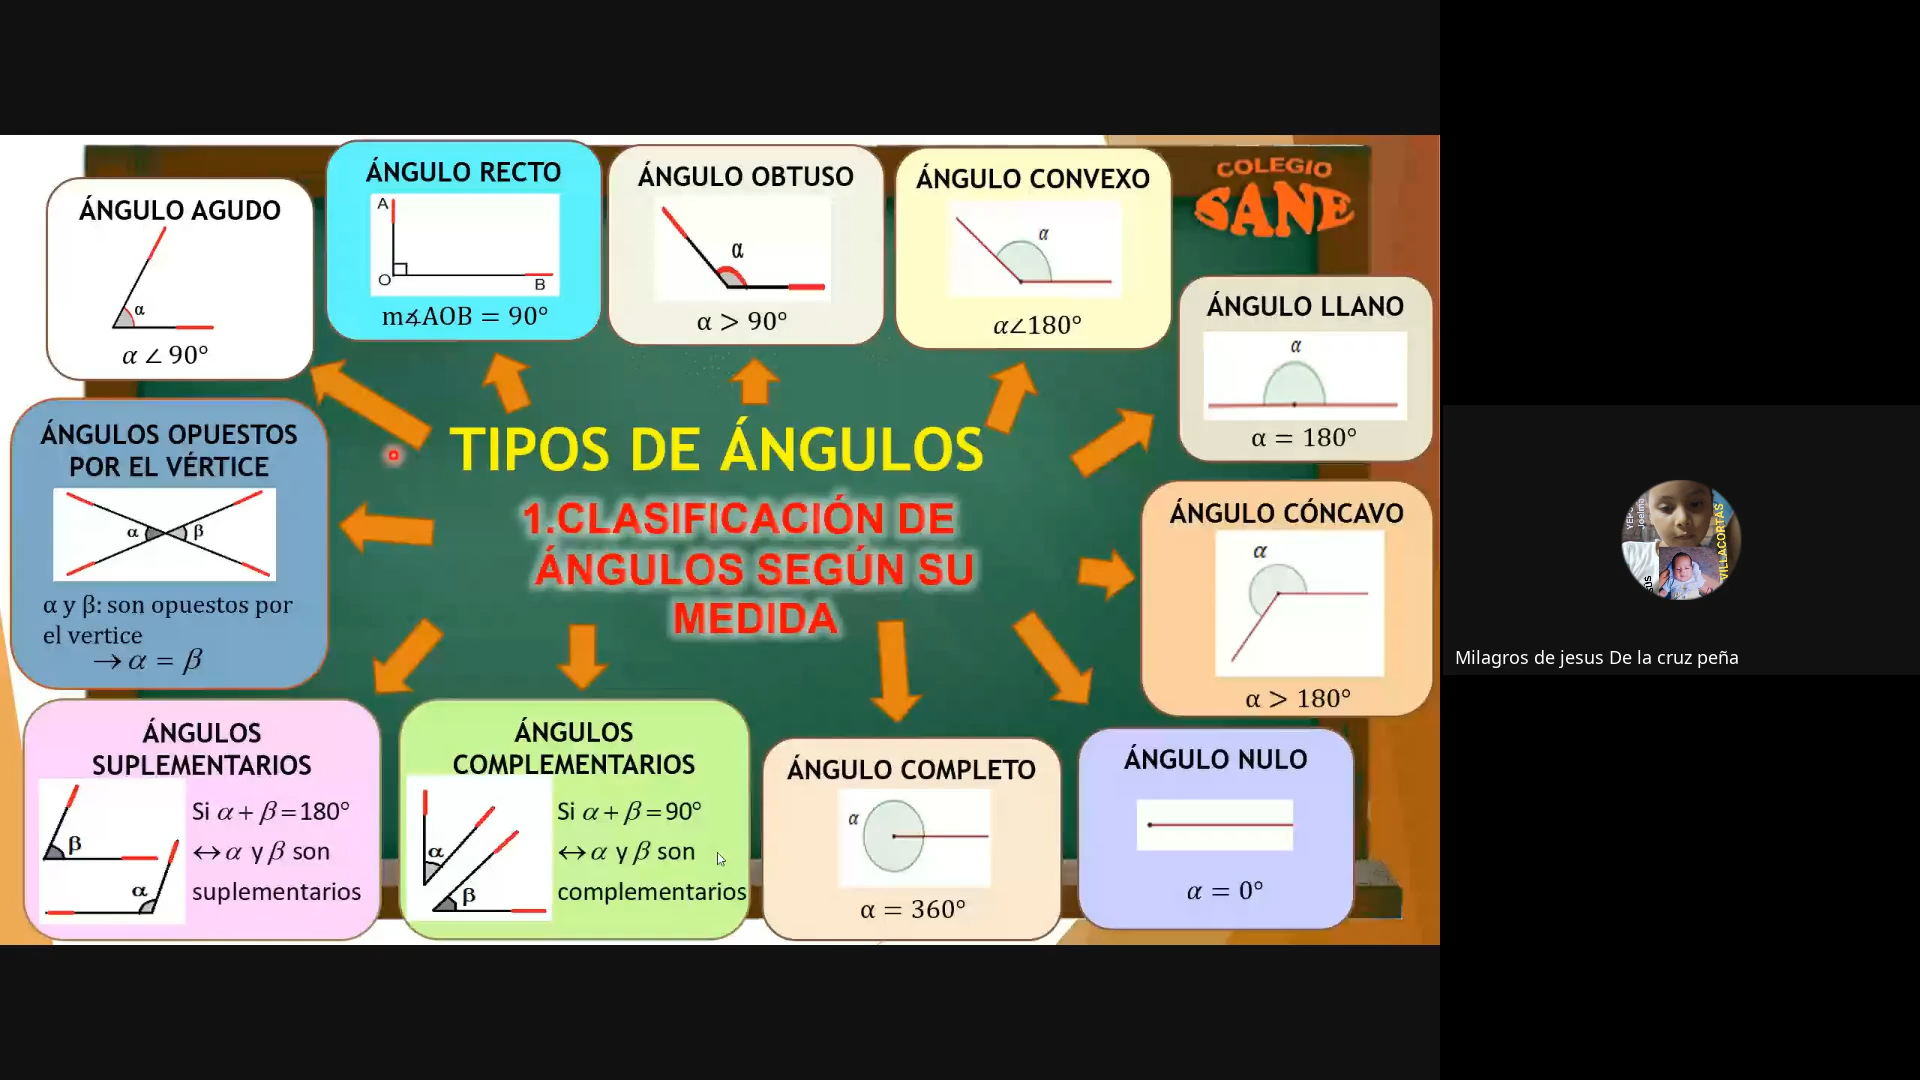 COLEGIO
SANE
ÁNGULO AGUDO
α
α ∠ 90°
ÁNGULO RECTO
A
O
B
m∡AOB = 90°
ÁNGULO OBTUSO
α
α > 90°
ÁNGULO CONVEXO
α
α∠180°
ÁNGULO LLANO
α
α = 180°
TIPOS DE ÁNGULOS
1.CLASIFICACIÓN DE
ÁNGULOS SEGÚN SU
MEDIDA
ÁNGULOS OPUESTOS
POR EL VÉRTICE
α β
α y β: son opuestos por
el vertice
→ α = β
ÁNGULO CÓNCAVO
α
α > 180°
ÁNGULOS
SUPLEMENTARIOS
β
α
Si α + β = 180°
↔ α y β son
suplementarios
ÁNGULOS
COMPLEMENTARIOS
α
β
Si α + β = 90°
↔ α y β son
complementarios
ÁNGULO COMPLETO
α
α = 360°
ÁNGULO NULO
α = 0°
VILLACORTAS
Milagros de jesus De la cruz peña